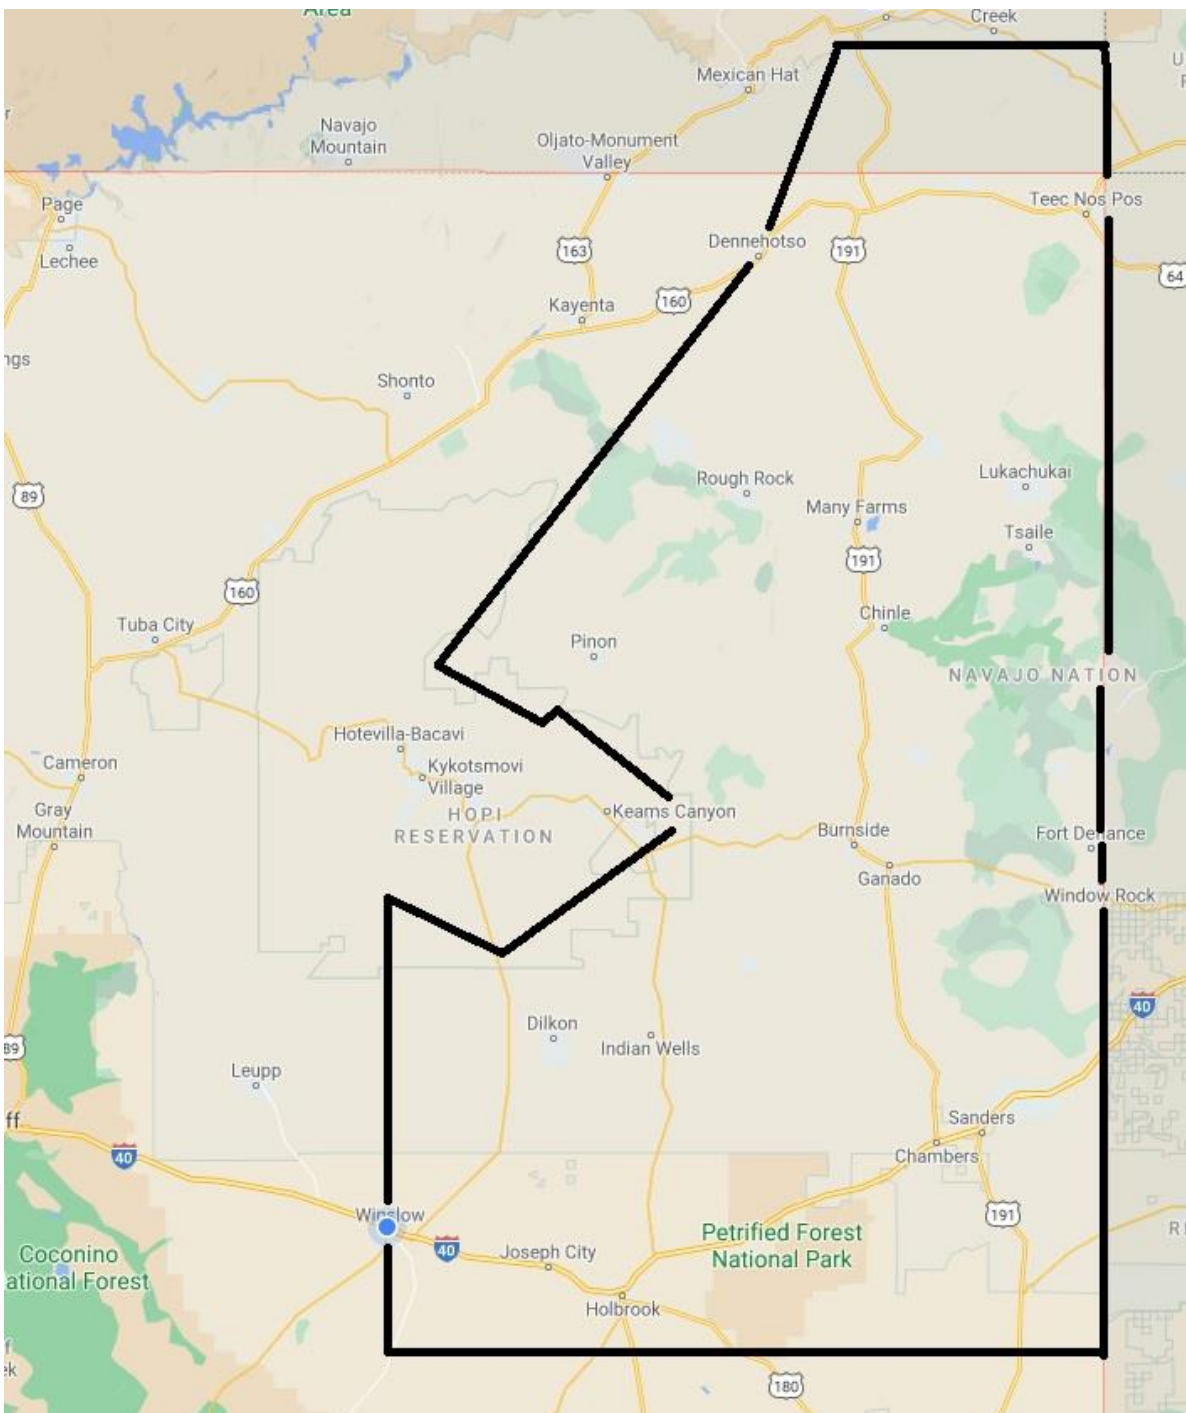 Area
Creek
Mexican Hat
Navajo
Mountain
Oljato-Monument
Valley
Page
Lechee
Teec Nos Pos
Dennehotso
163
191
64
160
Kayenta
ngs
Shonto
89
Rough Rock
Lukachukai
Many Farms
Tsaile
191
160
Chinle
Tuba City
Pinon
NAVAJO NATION
Hotevilla-Bacavi
Cameron
Kykotsmovi
Village
Gray
Mountain
HOPI
RESERVATION
Keams Canyon
Burnside
Fort Defiance
Ganado
Window Rock
40
Dilkon
Indian Wells
89
Leupp
ff
Sanders
Chambers
40
Winslow
191
40
Joseph City
Petrified Forest
National Park
Coconino
ational Forest
Holbrook
180